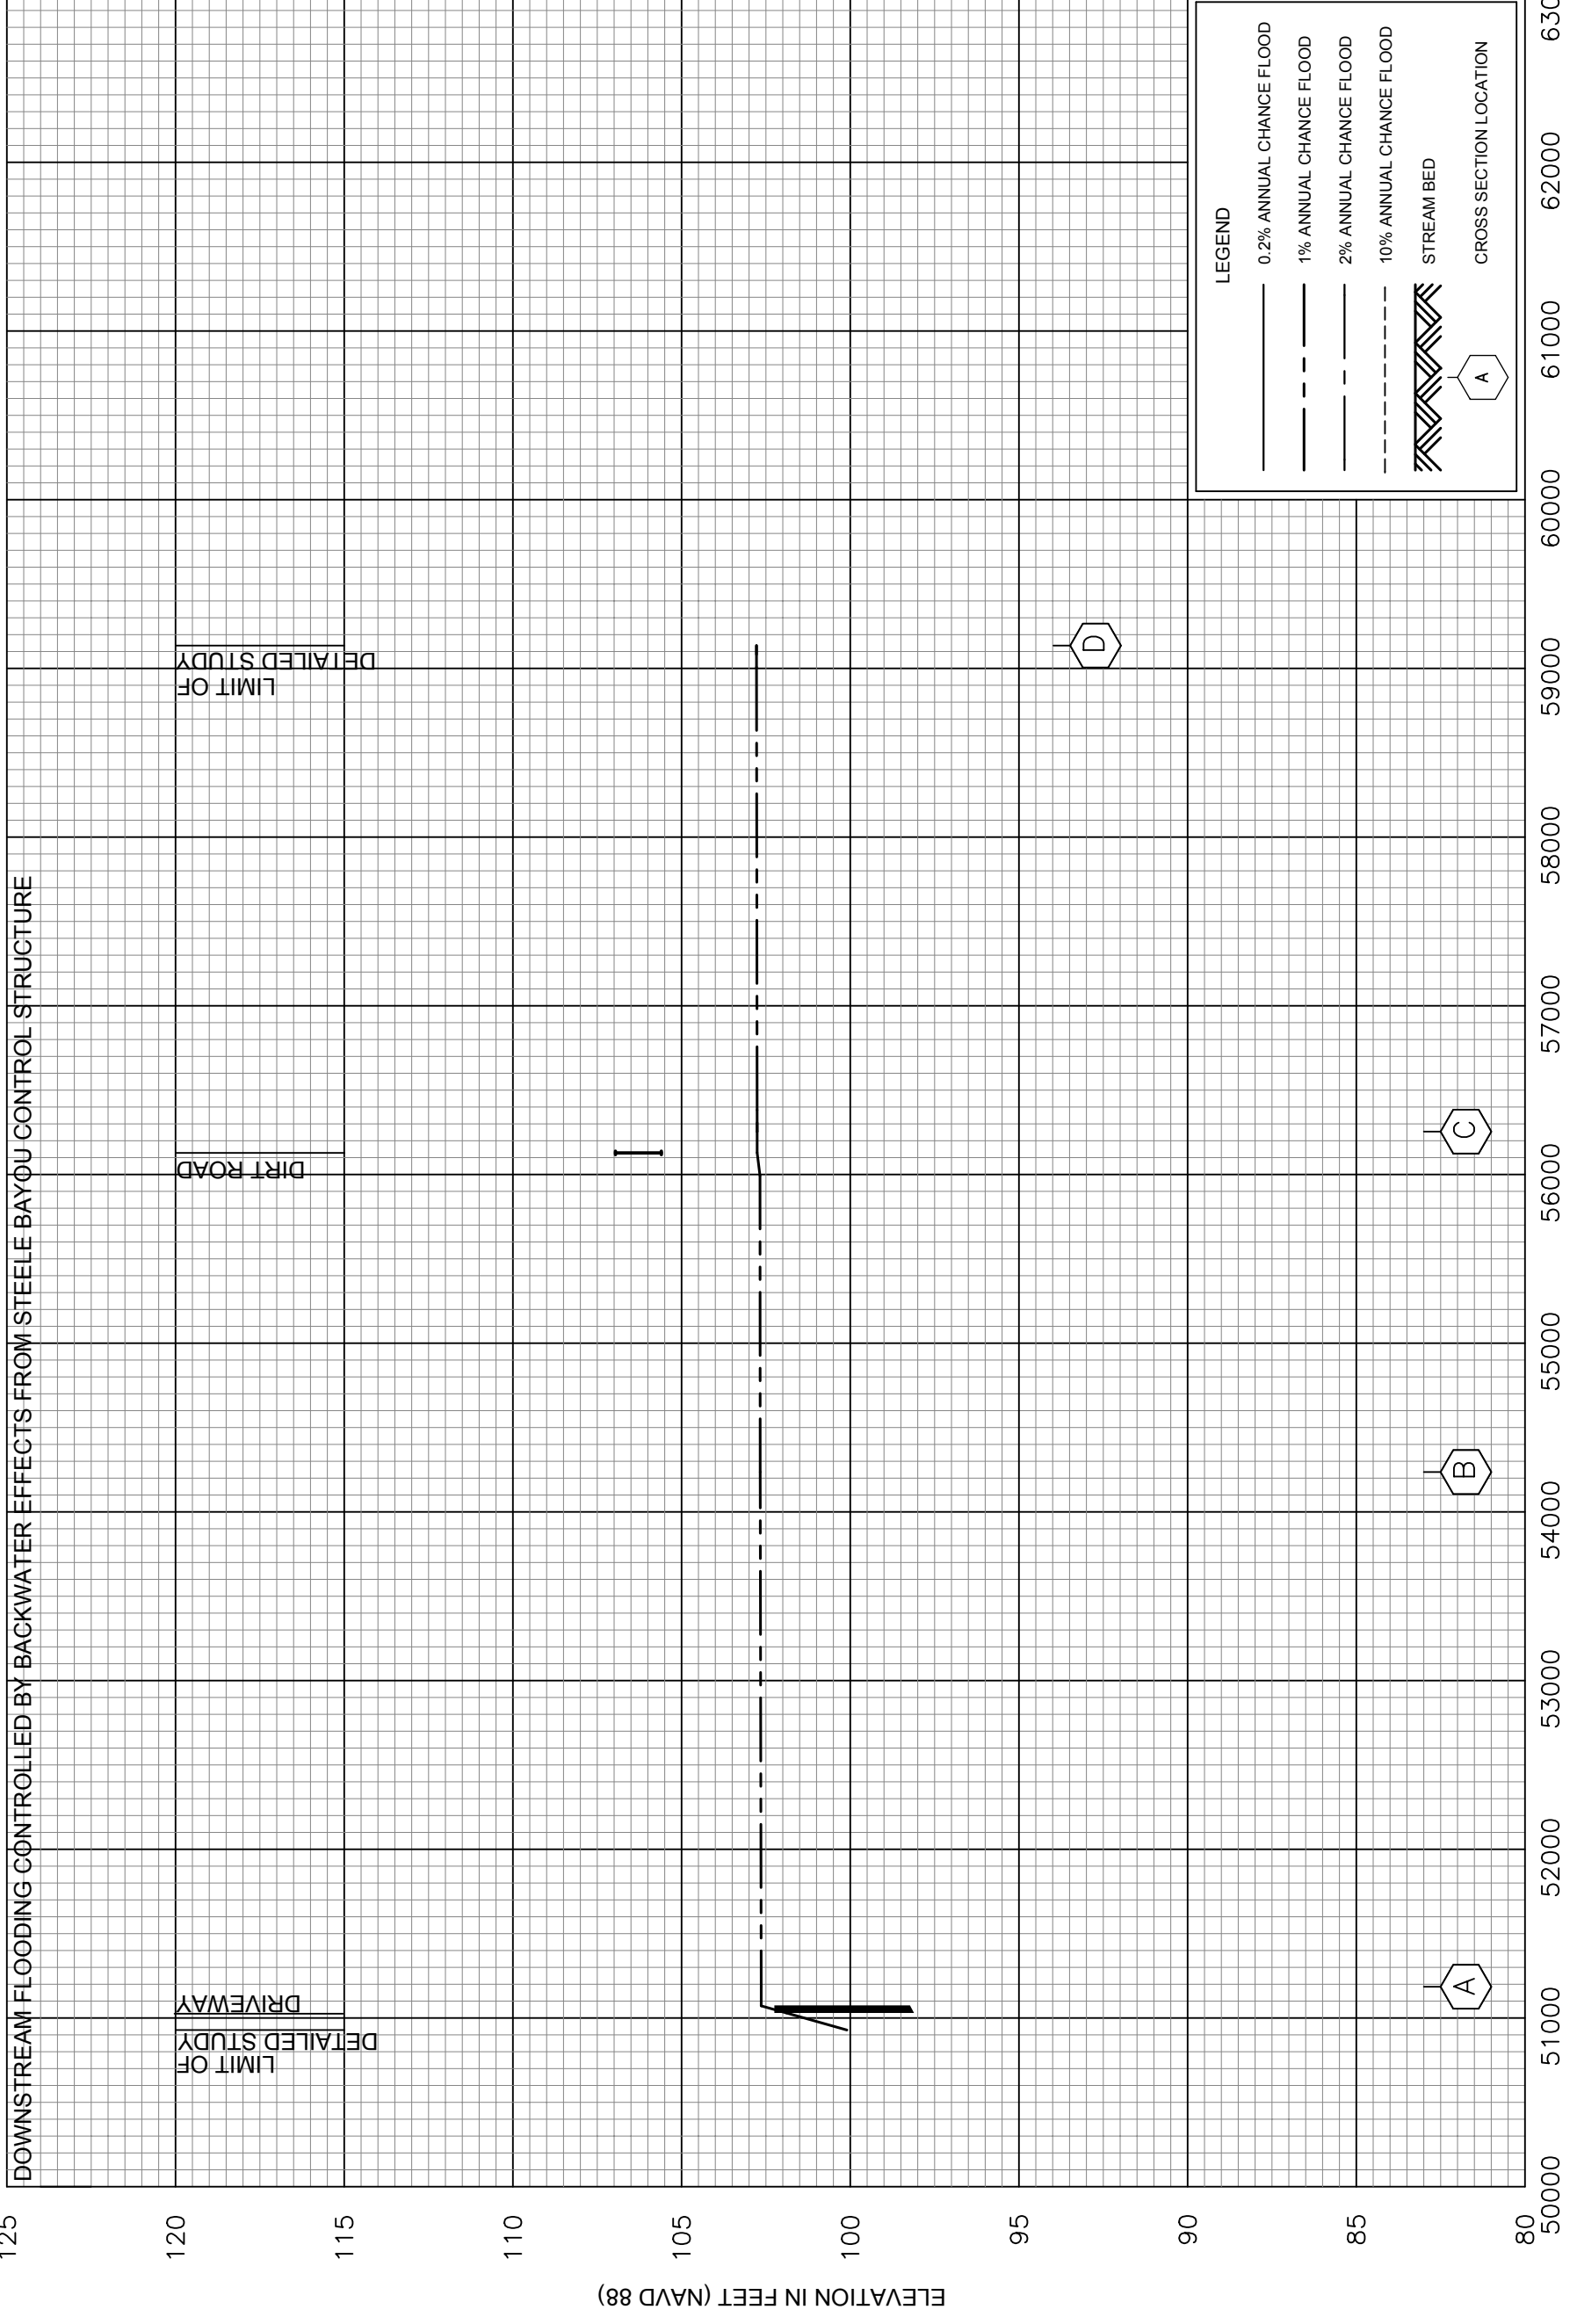 DOWNSTREAM FLOODING CONTROLLED BY BACKWATER EFFECTS FROM STEELE BAYOU CONTROL STRUCTURE
LIMIT OF
DETAILED STUDY
DRIVEWAY
DIRT ROAD
LIMIT OF
DETAILED STUDY
ELEVATION IN FEET (NAVD 88)
125
120
115
110
105
100
95
90
85
80
A
B
C
D
LEGEND
0.2% ANNUAL CHANCE FLOOD
1% ANNUAL CHANCE FLOOD
2% ANNUAL CHANCE FLOOD
10% ANNUAL CHANCE FLOOD
STREAM BED
A
CROSS SECTION LOCATION
50000
51000
52000
53000
54000
55000
56000
57000
58000
59000
60000
61000
62000